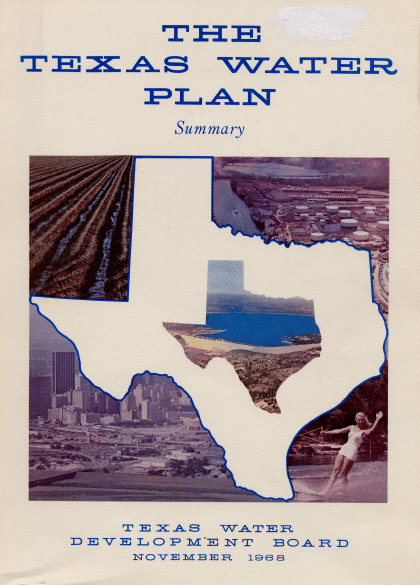 THE
TEXAS WATER
PLAN
Summary
TEXAS WATER
DEVELOPMENT BOARD
NOVEMBER 1968